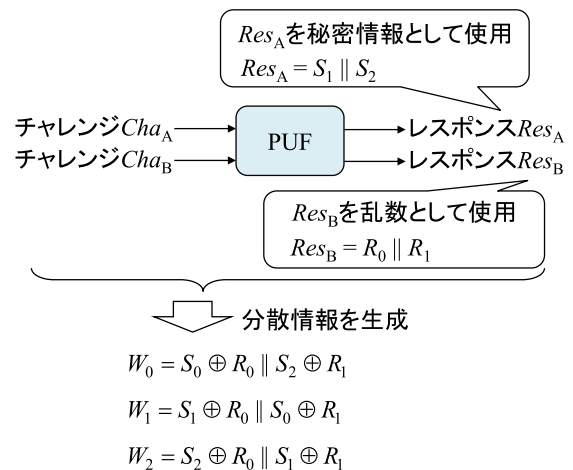 Res_Aを秘密情報として使用
Res_A = S_1 || S_2
チャレンジCha_A
PUF
レスポンスRes_A
チャレンジCha_B
レスポンスRes_B
Res_Bを乱数として使用
Res_B = R_0 || R_1
分散情報を生成
W_0 = S_0 ⊕ R_0 || S_2 ⊕ R_1
W_1 = S_1 ⊕ R_0 || S_0 ⊕ R_1
W_2 = S_2 ⊕ R_0 || S_1 ⊕ R_1